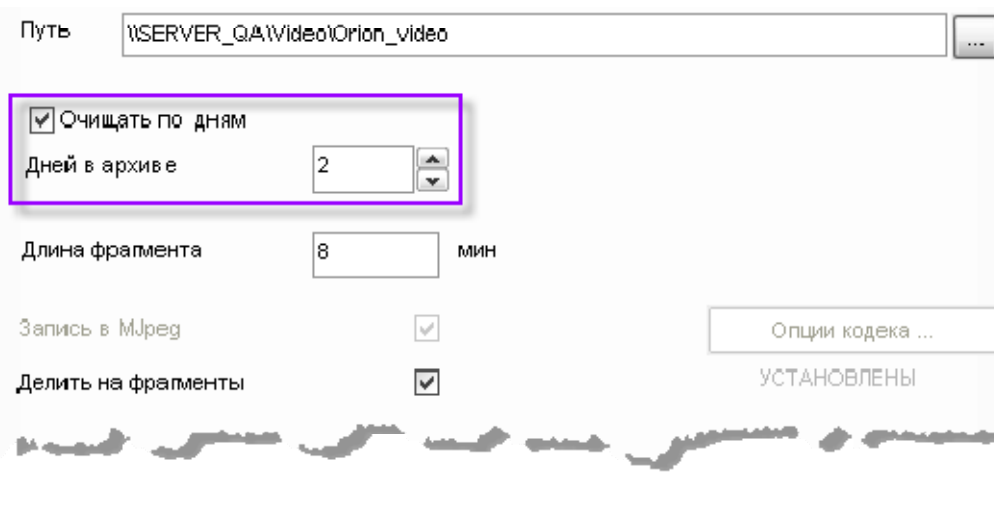 Путь \\SERVER_QA\Video\Orion_video ...
Очищать по дням
Дней в архиве 2
Длина фрагмента 8 мин
Запись в MJpeg Опции кодека ...
Делить на фрагменты УСТАНОВЛЕНЫ